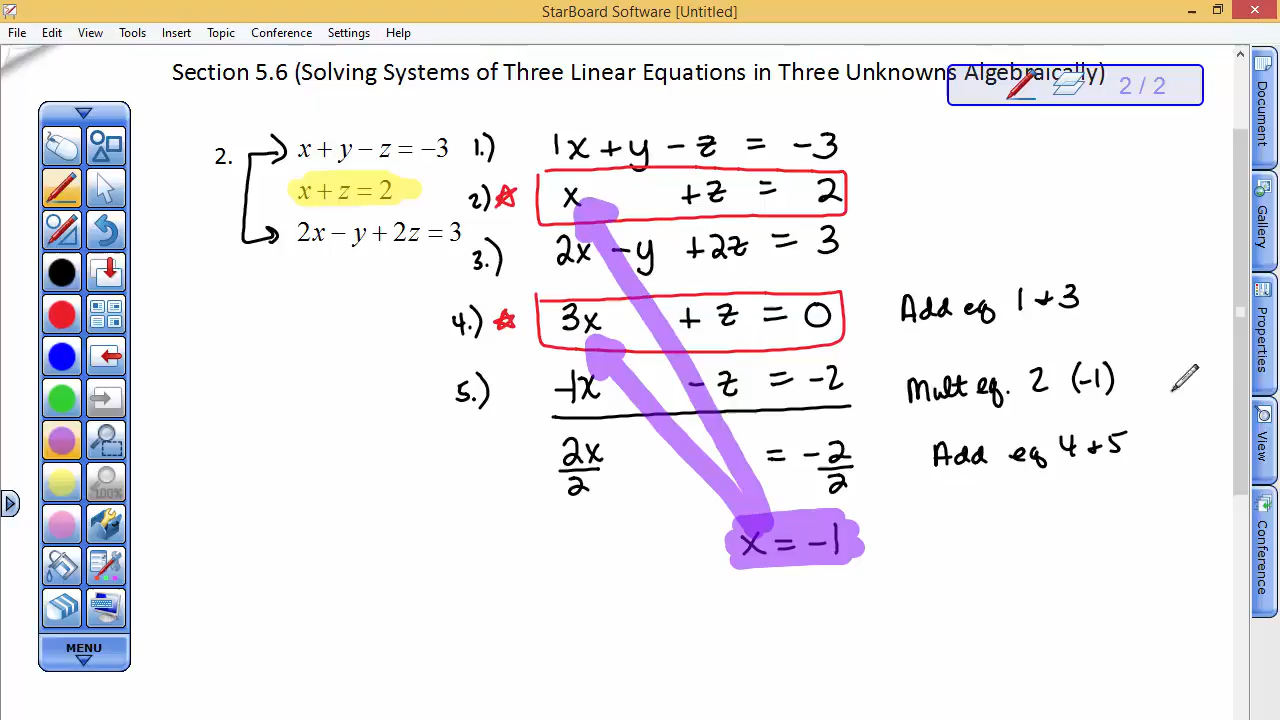 StarBoard Software [Untitled]
File Edit View Tools Insert Topic Conference Settings Help
Section 5.6 (Solving Systems of Three Linear Equations in Three Unknowns Algebraically)
2 / 2
2. x + y − z = −3
x + z = 2
2x − y + 2z = 3
1.) 1x + y - z = -3
2) x + z = 2
3.) 2x - y + 2z = 3
4.) 3x + z = 0 Add eq 1 + 3
5.) -1x - z = -2 Mult eq. 2 (-1)
2x/2 = -2/2 Add eq 4 + 5
x = -1
100%
MENU
Document
Gallery
Properties
View
Conference